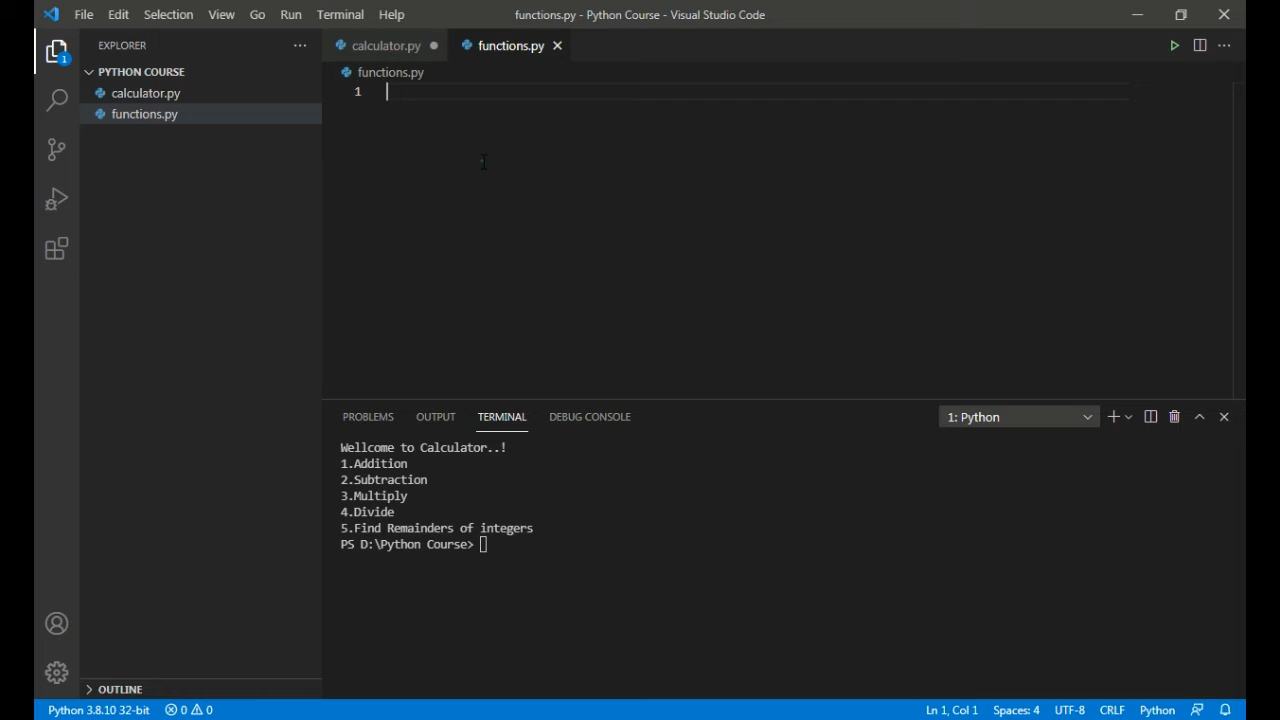 File Edit Selection View Go Run Terminal Help functions.py - Python Course - Visual Studio Code
EXPLORER
calculator.py
functions.py
1
PYTHON COURSE
functions.py
calculator.py
1
functions.py
PROBLEMS OUTPUT TERMINAL DEBUG CONSOLE 1: Python
Wellcome to Calculator..!
1.Addition
2.Subtraction
3.Multiply
4.Divide
5.Find Remainders of integers
PS D:\Python Course>
OUTLINE
Python 3.8.10 32-bit 0 0 Ln 1, Col 1 Spaces: 4 UTF-8 CRLF Python